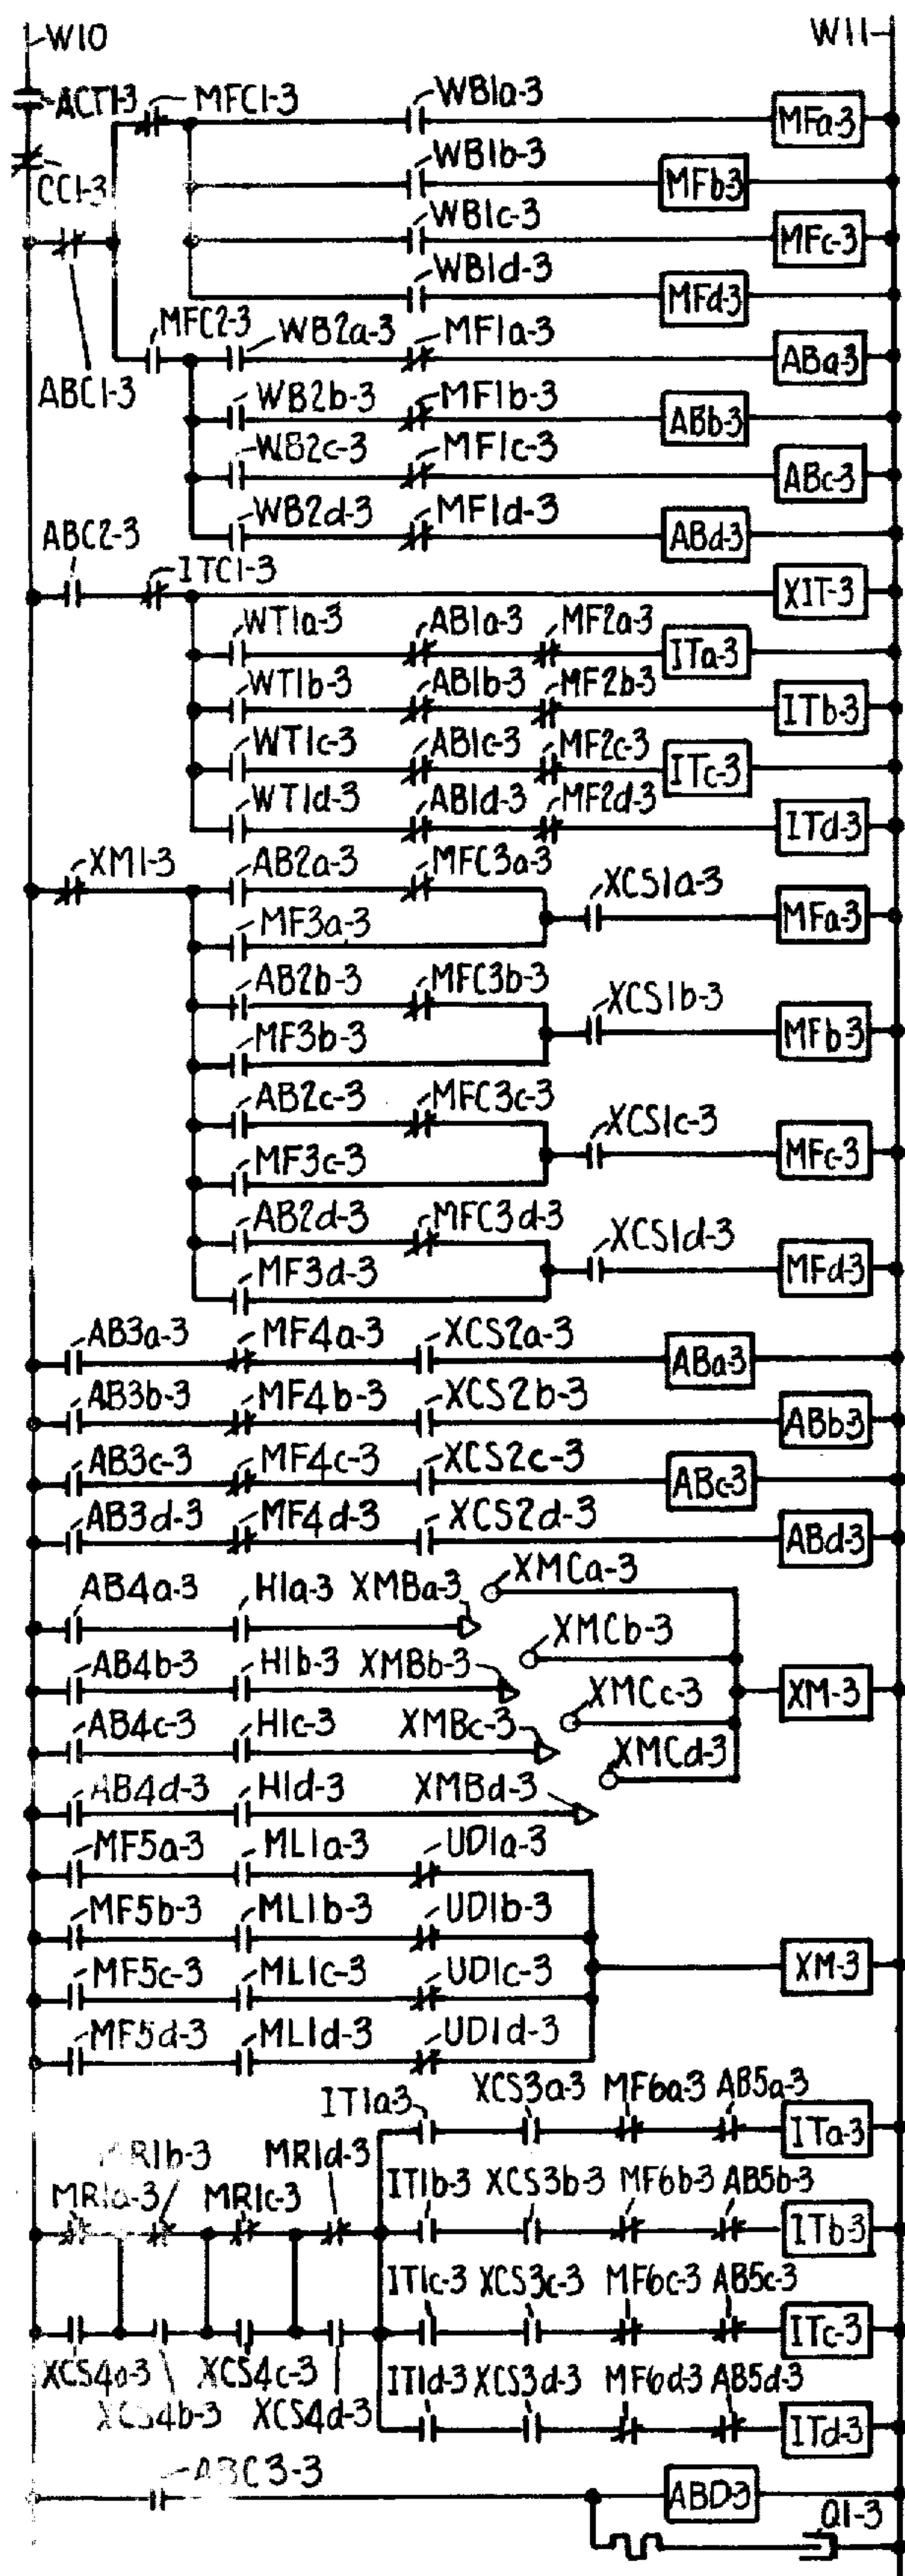 W10 W11
ACT1-3 MFC1-3 WB1a-3 MFa-3
CC1-3 WB1b-3 MFb-3
WB1c-3 MFc-3
WB1d-3 MFd-3
ABC1-3 MFC2-3 WB2a-3 MF1a-3 ABa-3
WB2b-3 MF1b-3 ABb-3
WB2c-3 MF1c-3 ABc-3
WB2d-3 MF1d-3 ABd-3
ABC2-3 ITC1-3 XIT-3
WT1a-3 AB1a-3 MF2a-3 ITa-3
WT1b-3 AB1b-3 MF2b-3 ITb-3
WT1c-3 AB1c-3 MF2c-3 ITc-3
WT1d-3 AB1d-3 MF2d-3 ITd-3
XM1-3 AB2a-3 MFC3a-3 XCS1a-3 MFa-3
MF3a-3
AB2b-3 MFC3b-3 XCS1b-3 MFb-3
MF3b-3
AB2c-3 MFC3c-3 XCS1c-3 MFc-3
MF3c-3
AB2d-3 MFC3d-3 XCS1d-3 MFd-3
MF3d-3
AB3a-3 MF4a-3 XCS2a-3 ABa-3
AB3b-3 MF4b-3 XCS2b-3 ABb-3
AB3c-3 MF4c-3 XCS2c-3 ABc-3
AB3d-3 MF4d-3 XCS2d-3 ABd-3
AB4a-3 H1a-3 XMBa-3 XMCa-3
AB4b-3 H1b-3 XMBb-3 XMCb-3 XM-3
AB4c-3 H1c-3 XMBc-3 XMCc-3
AB4d-3 H1d-3 XMBd-3 XMCd-3
MF5a-3 ML1a-3 UD1a-3
MF5b-3 ML1b-3 UD1b-3
MF5c-3 ML1c-3 UD1c-3 XM-3
MF5d-3 ML1d-3 UD1d-3
IT1a-3 XCS3a-3 MF6a-3 AB5a-3 ITa-3
MR1a-3 MR1b-3 MR1c-3 MR1d-3 IT1b-3 XCS3b-3 MF6b-3 AB5b-3 ITb-3
IT1c-3 XCS3c-3 MF6c-3 AB5c-3 ITc-3
XCS4a-3 XCS4b-3 XCS4c-3 XCS4d-3 IT1d-3 XCS3d-3 MF6d-3 AB5d-3 ITd-3
ABC3-3 ABD-3
Q1-3